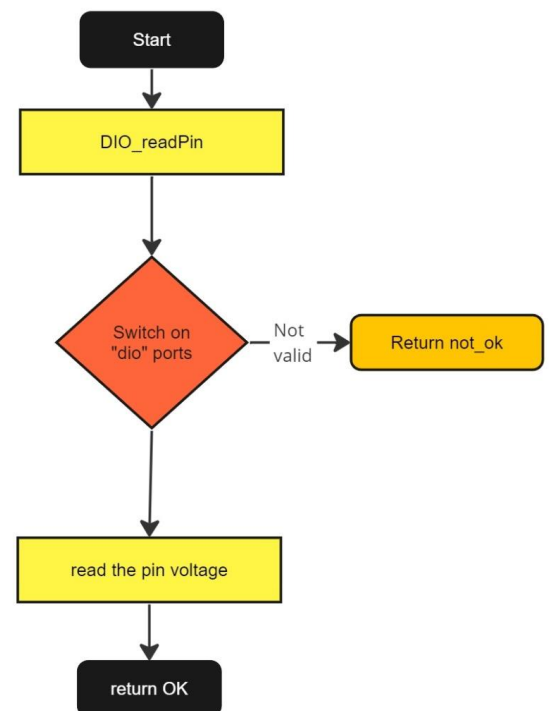 Start
DIO_readPin
Switch on
"dio" ports
Not
valid
Return not_ok
read the pin voltage
return OK